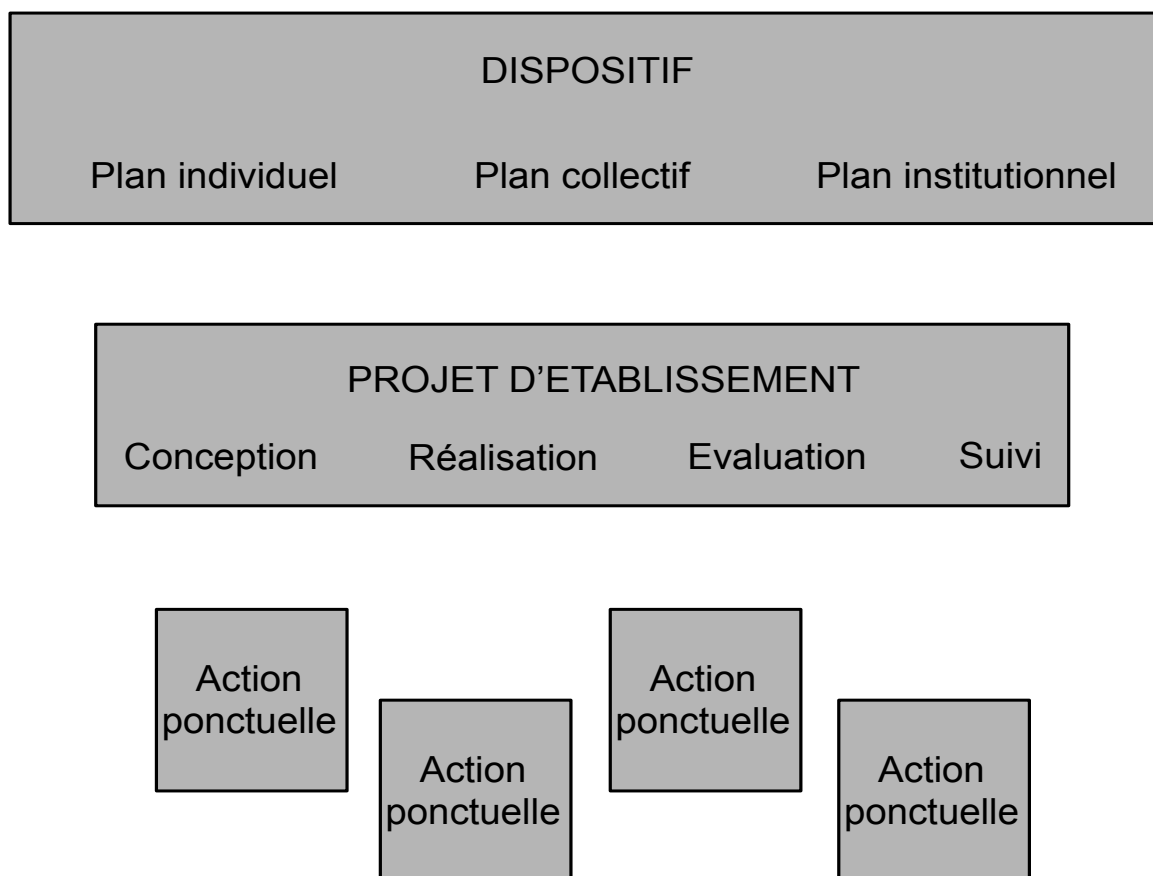 DISPOSITIF
Plan individuel Plan collectif Plan institutionnel
PROJET D'ETABLISSEMENT
Conception Réalisation Evaluation Suivi
Action
ponctuelle
Action
ponctuelle
Action
ponctuelle
Action
ponctuelle